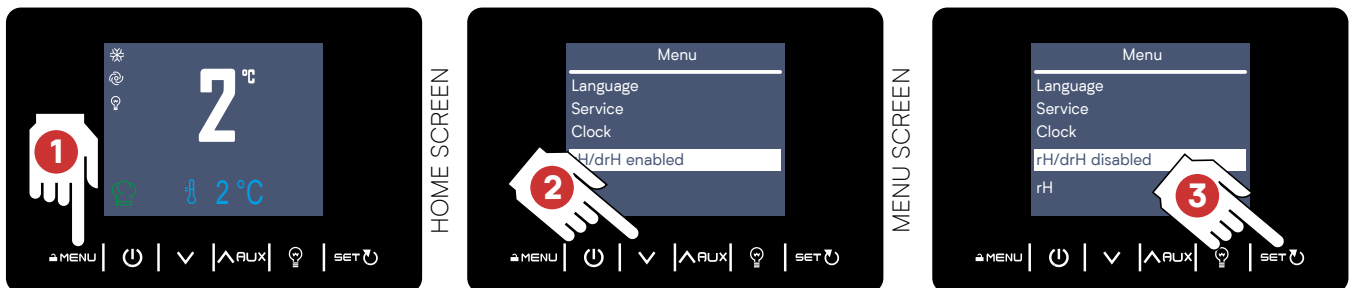 2 °C
2 °C
1
MENU
AUX
SET
HOME SCREEN
Menu
Language
Service
Clock
rH/drH enabled
2
MENU
AUX
SET
MENU SCREEN
Menu
Language
Service
Clock
rH/drH disabled
rH
3
MENU
AUX
SET